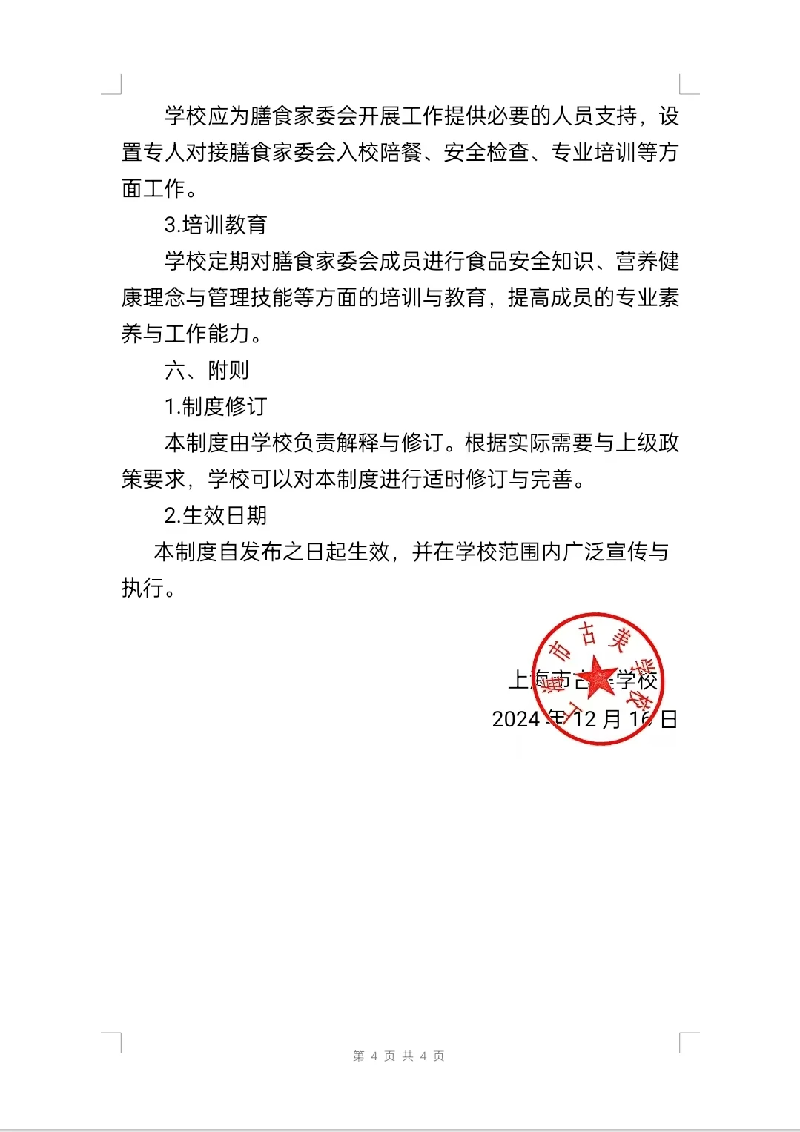 学校应为膳食家委会开展工作提供必要的人员支持，设
置专人对接膳食家委会入校陪餐、安全检查、专业培训等方
面工作。
3.培训教育
学校定期对膳食家委会成员进行食品安全知识、营养健
康理念与管理技能等方面的培训与教育，提高成员的专业素
养与工作能力。
六、附则
1.制度修订
本制度由学校负责解释与修订。根据实际需要与上级政
策要求，学校可以对本制度进行适时修订与完善。
2.生效日期
本制度自发布之日起生效，并在学校范围内广泛宣传与
执行。
上海市古美学校
上海市古美学校
2024 年 12 月 16 日
第 4 页 共 4 页